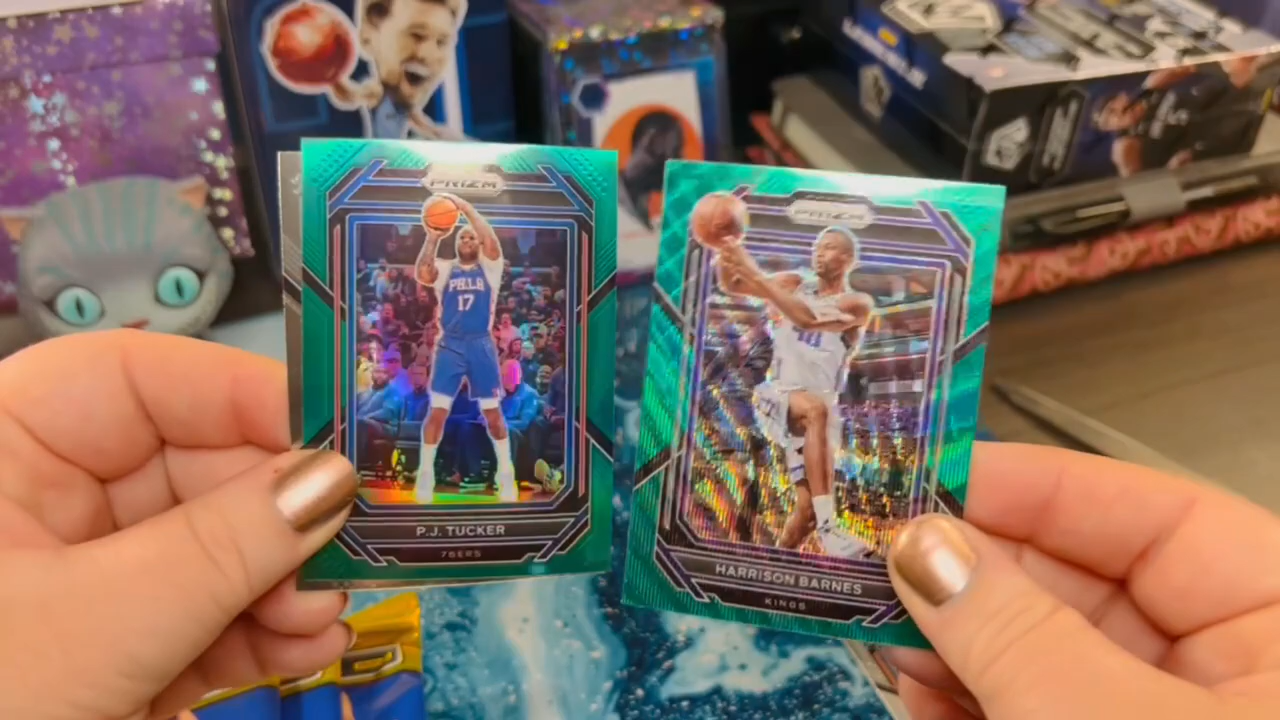 PRIZM
PHILA
17
P.J. TUCKER
76ERS
PRIZM
HARRISON BARNES
KINGS